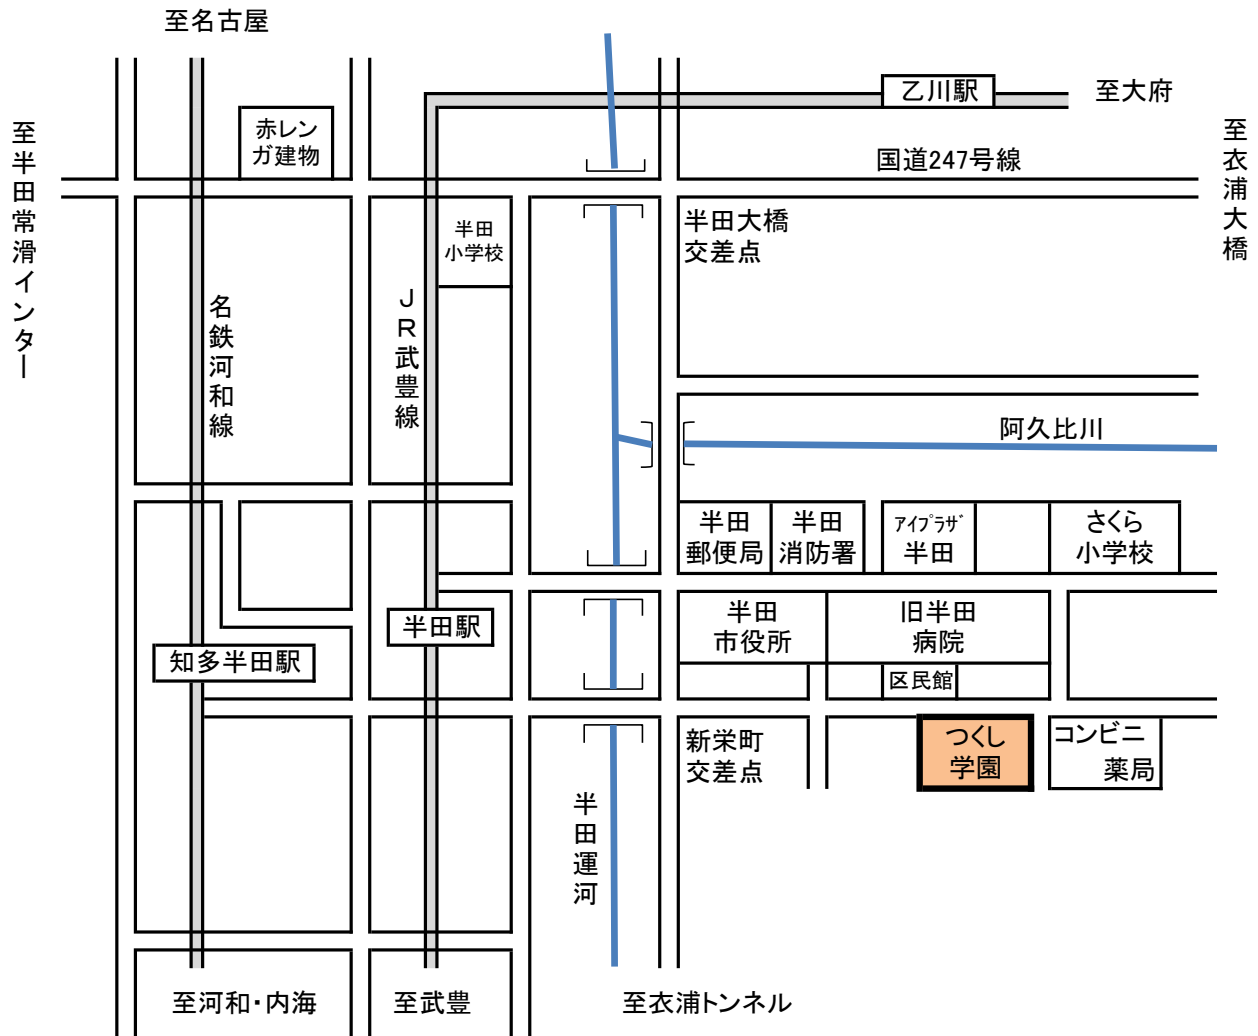 至名古屋
乙川駅
至大府
至半田常滑インター
赤レン
ガ建物
国道247号線
至衣浦大橋
半田
小学校
半田大橋
交差点
名鉄河和線
JR武豊線
阿久比川
半田
郵便局
半田
消防署
アイプラザ
半田
さくら
小学校
半田駅
半田
市役所
旧半田
病院
知多半田駅
区民館
新栄町
交差点
つくし
学園
コンビニ
薬局
半田運河
至河和・内海
至武豊
至衣浦トンネル